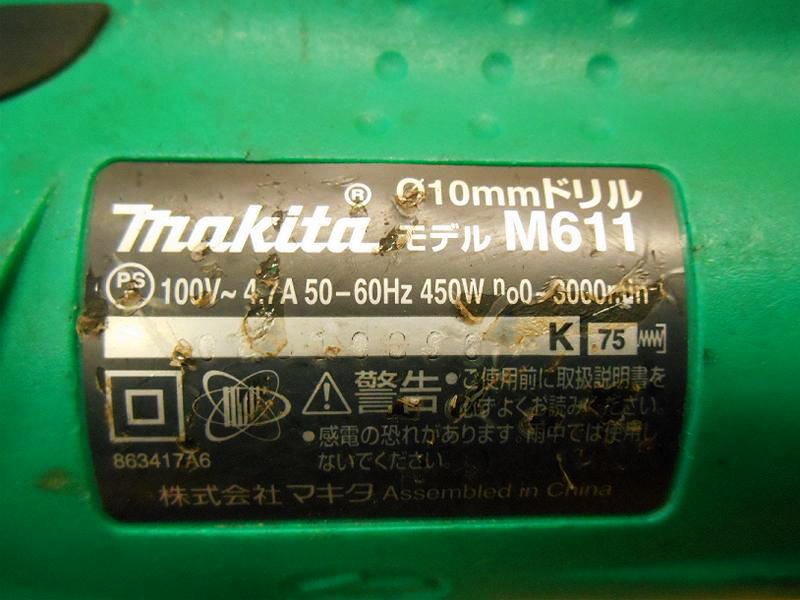 Makita® Ø10mmドリル
モデル M611
PS 100V~ 4.7A 50-60Hz 450W n₀0-3000min⁻¹
K 75
警告 •ご使用前に取扱説明書を
必ずよくお読みください。
•感電の恐れがあります。雨中では使用し
ないでください。
863417A6
株式会社 マキタ Assembled in China